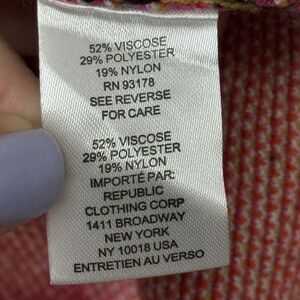 52% VISCOSE
29% POLYESTER
19% NYLON
RN 93178
SEE REVERSE
FOR CARE
52% VISCOSE
29% POLYESTER
19% NYLON
IMPORTÉ PAR:
REPUBLIC
CLOTHING CORP
1411 BROADWAY
NEW YORK
NY 10018 USA
ENTRETIEN AU VERSO